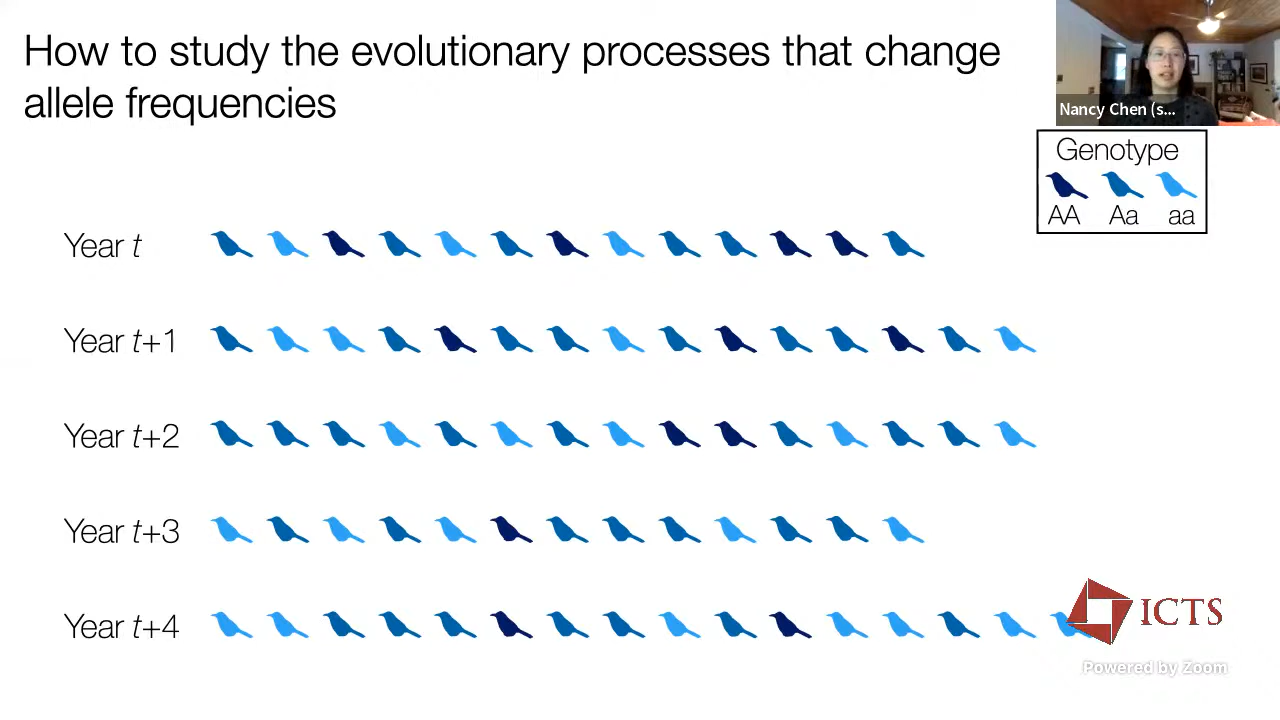 How to study the evolutionary processes that change
allele frequencies
Nancy Chen (s...
Genotype
AA Aa aa
Year t
Year t+1
Year t+2
Year t+3
Year t+4
ICTS
Powered by Zoom